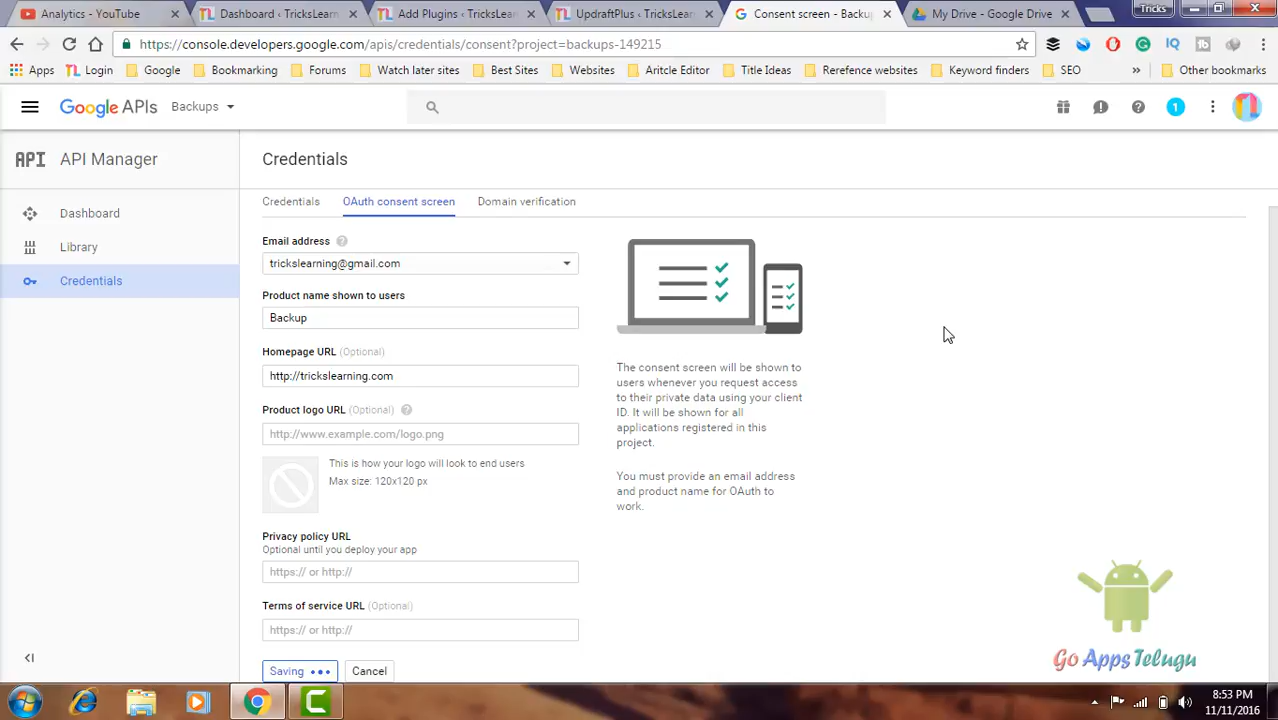 Analytics - YouTube
Dashboard ‹ TricksLearn
Add Plugins ‹ TricksLearn
UpdraftPlus ‹ TricksLearn
Consent screen - Backup
My Drive - Google Drive
Tricks
https://console.developers.google.com/apis/credentials/consent?project=backups-149215
Apps
Login
Google
Bookmarking
Forums
Watch later sites
Best Sites
Websites
Aritcle Editor
Title Ideas
Rerefence websites
Keyword finders
SEO
»
Other bookmarks
Google APIs
Backups
1
API API Manager
Credentials
Dashboard
Library
Credentials
Credentials
OAuth consent screen
Domain verification
Email address
trickslearning@gmail.com
Product name shown to users
Backup
Homepage URL (Optional)
http://trickslearning.com
Product logo URL (Optional)
http://www.example.com/logo.png
This is how your logo will look to end users
Max size: 120x120 px
Privacy policy URL
Optional until you deploy your app
https:// or http://
Terms of service URL (Optional)
https:// or http://
Saving
Cancel
The consent screen will be shown to
users whenever you request access
to their private data using your client
ID. It will be shown for all
applications registered in this
project.
You must provide an email address
and product name for OAuth to
work.
Go AppsTelugu
8:53 PM
11/11/2016